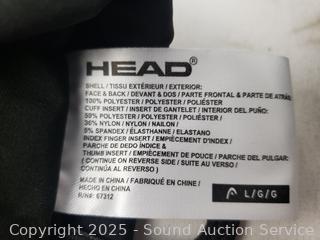 HEAD®
SHELL / TISSU EXTÉRIEUR / EXTERIOR:
FACE & BACK / DEVANT & DOS / PARTE FRONTAL & PARTE DE ATRÁS
100% POLYESTER / POLYESTER / POLIÉSTER
CUFF INSERT / INSERT DE GANTELET / INTERIOR DEL PUÑO:
59% POLYESTER / POLYESTER / POLIÉSTER
36% NYLON / NYLON / NAILON /
5% SPANDEX / ÉLASTHANNE / ELASTANO
INDEX FINGER INSERT / EMPIÈCEMENT D'INDEX /
PARCHE DE DEDO ÍNDICE &
THUMB INSERT / EMPIÈCEMENT DE POUCE / PARCHE DEL PULGAR:
( CONTINUE ON REVERSE SIDE / SUITE AU VERSO /
CONTINÚA AL REVERSO )
MADE IN CHINA / FABRIQUÉ EN CHINE /
HECHO EN CHINA
R/N#: 67312
L/G/G
Copyright 2025 - Sound Auction Service